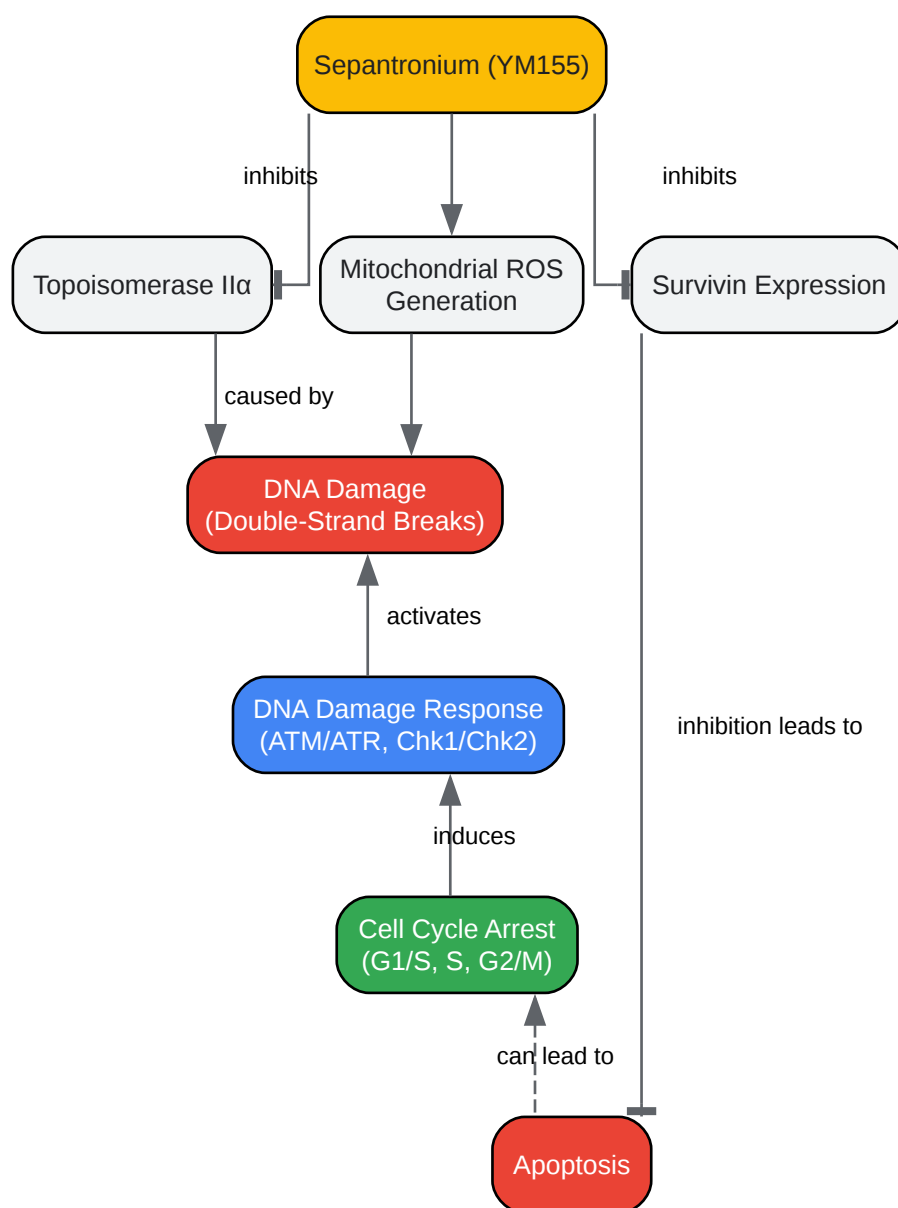 Sepantronium (YM155)
inhibits
inhibits
Topoisomerase IIα
Mitochondrial ROS
Generation
Survivin Expression
caused by
DNA Damage
(Double-Strand Breaks)
activates
DNA Damage Response
(ATM/ATR, Chk1/Chk2)
inhibition leads to
induces
Cell Cycle Arrest
(G1/S, S, G2/M)
can lead to
Apoptosis